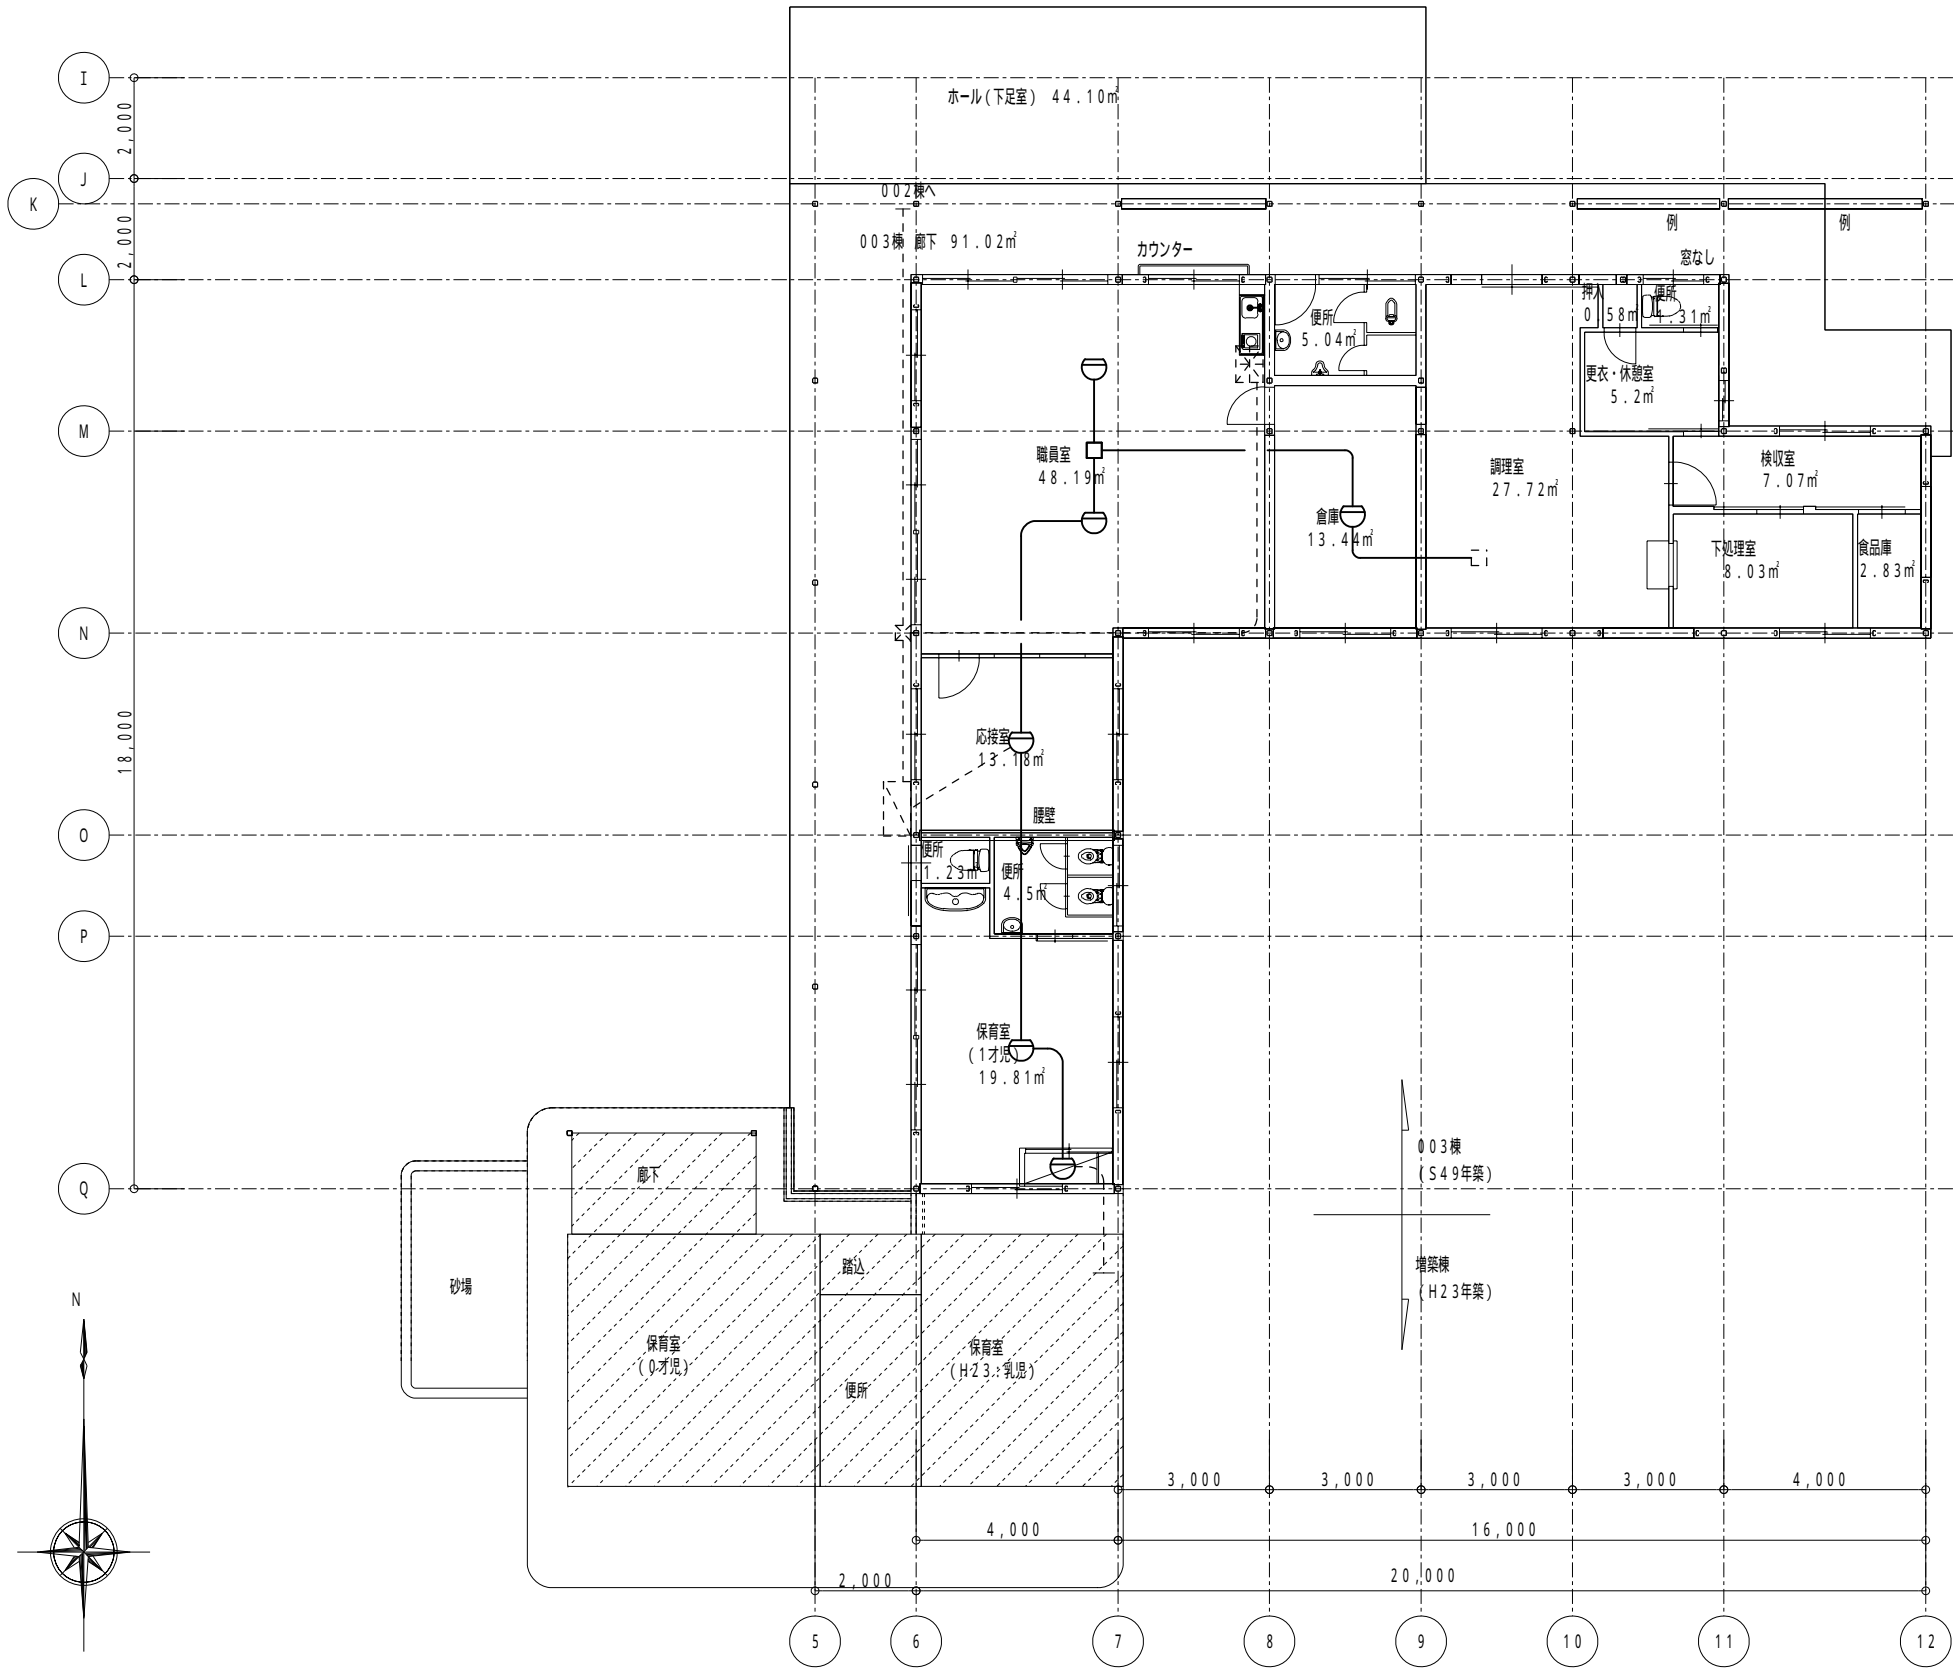 I
2,000
ホール(下足室) 44.10㎡
J
002棟へ
K
2,000
例
例
003棟 廊下 91.02㎡
カウンター
窓なし
L
押入
0.58㎡
便所
1.31㎡
便所
5.04㎡
更衣・休憩室
5.2㎡
M
職員室
48.19㎡
調理室
27.72㎡
検収室
7.07㎡
倉庫
13.44㎡
下処理室
8.03㎡
食品庫
2.83㎡
N
18,000
応接室
13.18㎡
腰壁
O
便所
1.23㎡
便所
4.5㎡
P
保育室
(1才児)
19.81㎡
003棟
(S49年築)
廊下
Q
増築棟
(H23年築)
踏込
砂場
N
保育室
(0才児)
保育室
(H23:乳児)
便所
3,000
3,000
3,000
3,000
4,000
4,000
16,000
2,000
20,000
5
6
7
8
9
10
11
12